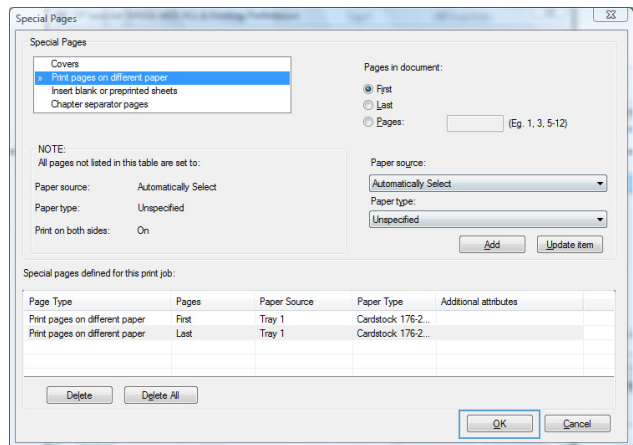 Special Pages
Special Pages
Covers
» Print pages on different paper
Insert blank or preprinted sheets
Chapter separator pages
Pages in document:
First
Last
Pages:
(Eg. 1, 3, 5-12)
NOTE:
All pages not listed in this table are set to:
Paper source: Automatically Select
Paper type: Unspecified
Print on both sides: On
Paper source:
Automatically Select
Paper type:
Unspecified
Add Update item
Special pages defined for this print job:
Page Type Pages Paper Source Paper Type Additional attributes
Print pages on different paper First Tray 1 Cardstock 176-2...
Print pages on different paper Last Tray 1 Cardstock 176-2...
Delete Delete All
OK Cancel